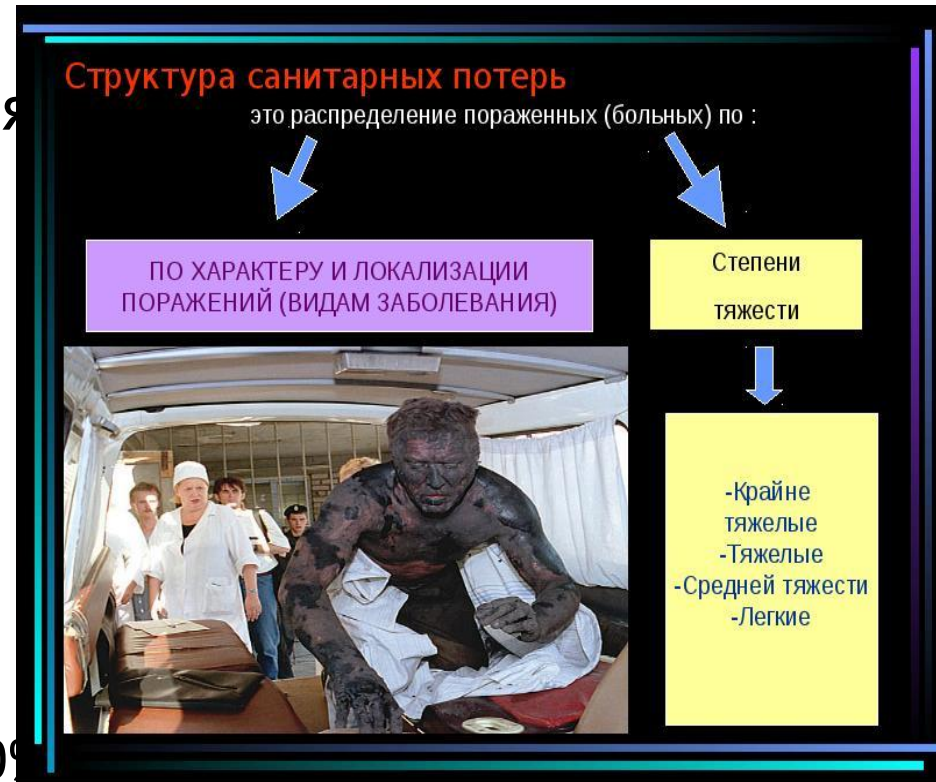 Структура санитарных потерь
это распределение пораженных (больных) по :
ПО ХАРАКТЕРУ И ЛОКАЛИЗАЦИИ
ПОРАЖЕНИЙ (ВИДАМ ЗАБОЛЕВАНИЯ)
Степени
тяжести
-Крайне
тяжелые
-Тяжелые
-Средней тяжести
-Легкие